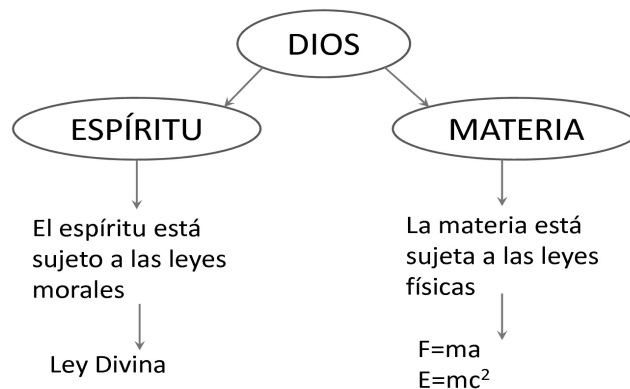 DIOS
ESPÍRITU
MATERIA
El espíritu está
sujeto a las leyes
morales
La materia está
sujeta a las leyes
físicas
Ley Divina
F=ma
E=mc²